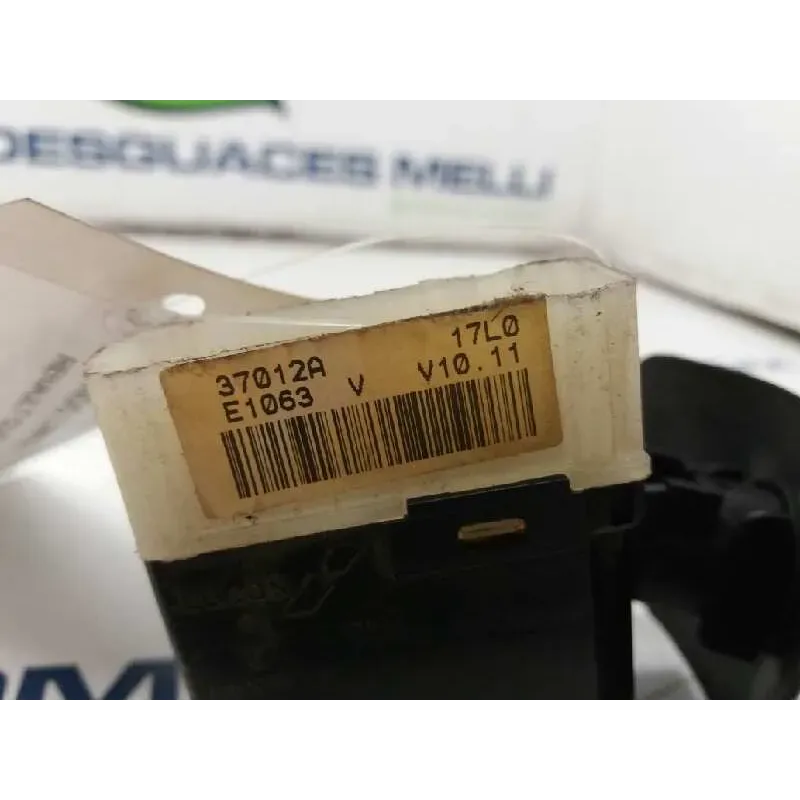 DESGUACES MELLI
37012A 17L0
E1063 V V10.11